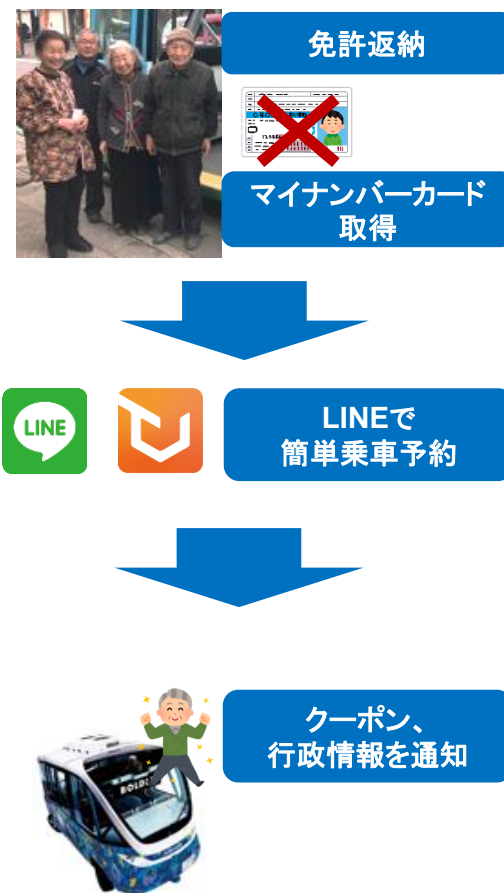 免許返納
マイナンバーカード
取得
LINE
LINEで
簡単乗車予約
クーポン、
行政情報を通知
BOLDLY